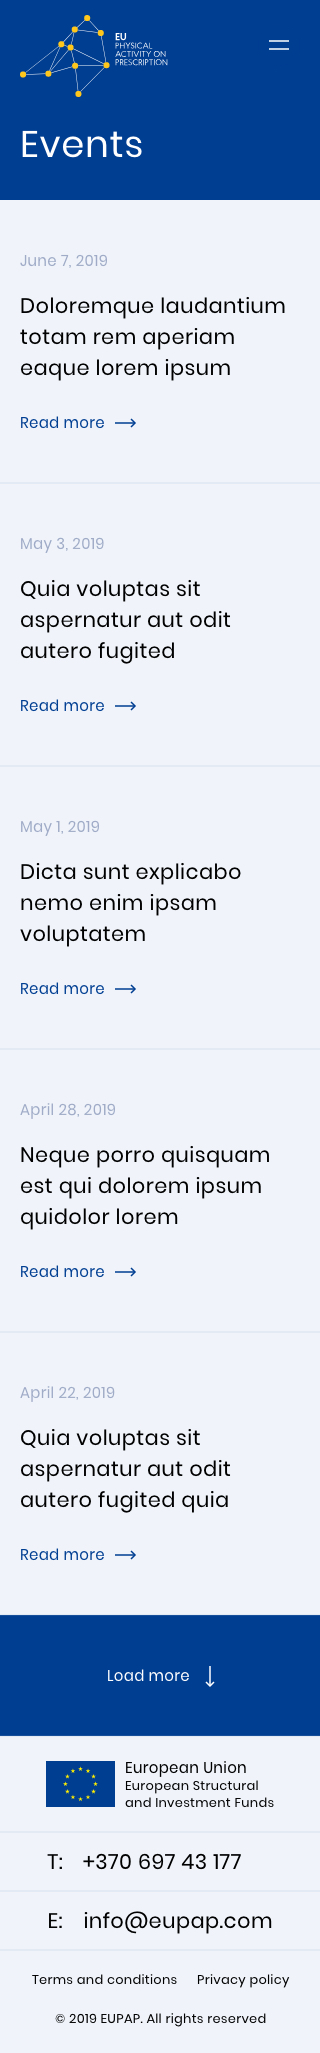 EU
PHYSICAL
ACTIVITY ON
PRESCRIPTION
Events
June 7, 2019
Doloremque laudantium
totam rem aperiam
eaque lorem ipsum
Read more
May 3, 2019
Quia voluptas sit
aspernatur aut odit
autero fugited
Read more
May 1, 2019
Dicta sunt explicabo
nemo enim ipsam
voluptatem
Read more
April 28, 2019
Neque porro quisquam
est qui dolorem ipsum
quidolor lorem
Read more
April 22, 2019
Quia voluptas sit
aspernatur aut odit
autero fugited quia
Read more
Load more
European Union
European Structural
and Investment Funds
T: +370 697 43 177
E: info@eupap.com
Terms and conditions Privacy policy
© 2019 EUPAP. All rights reserved